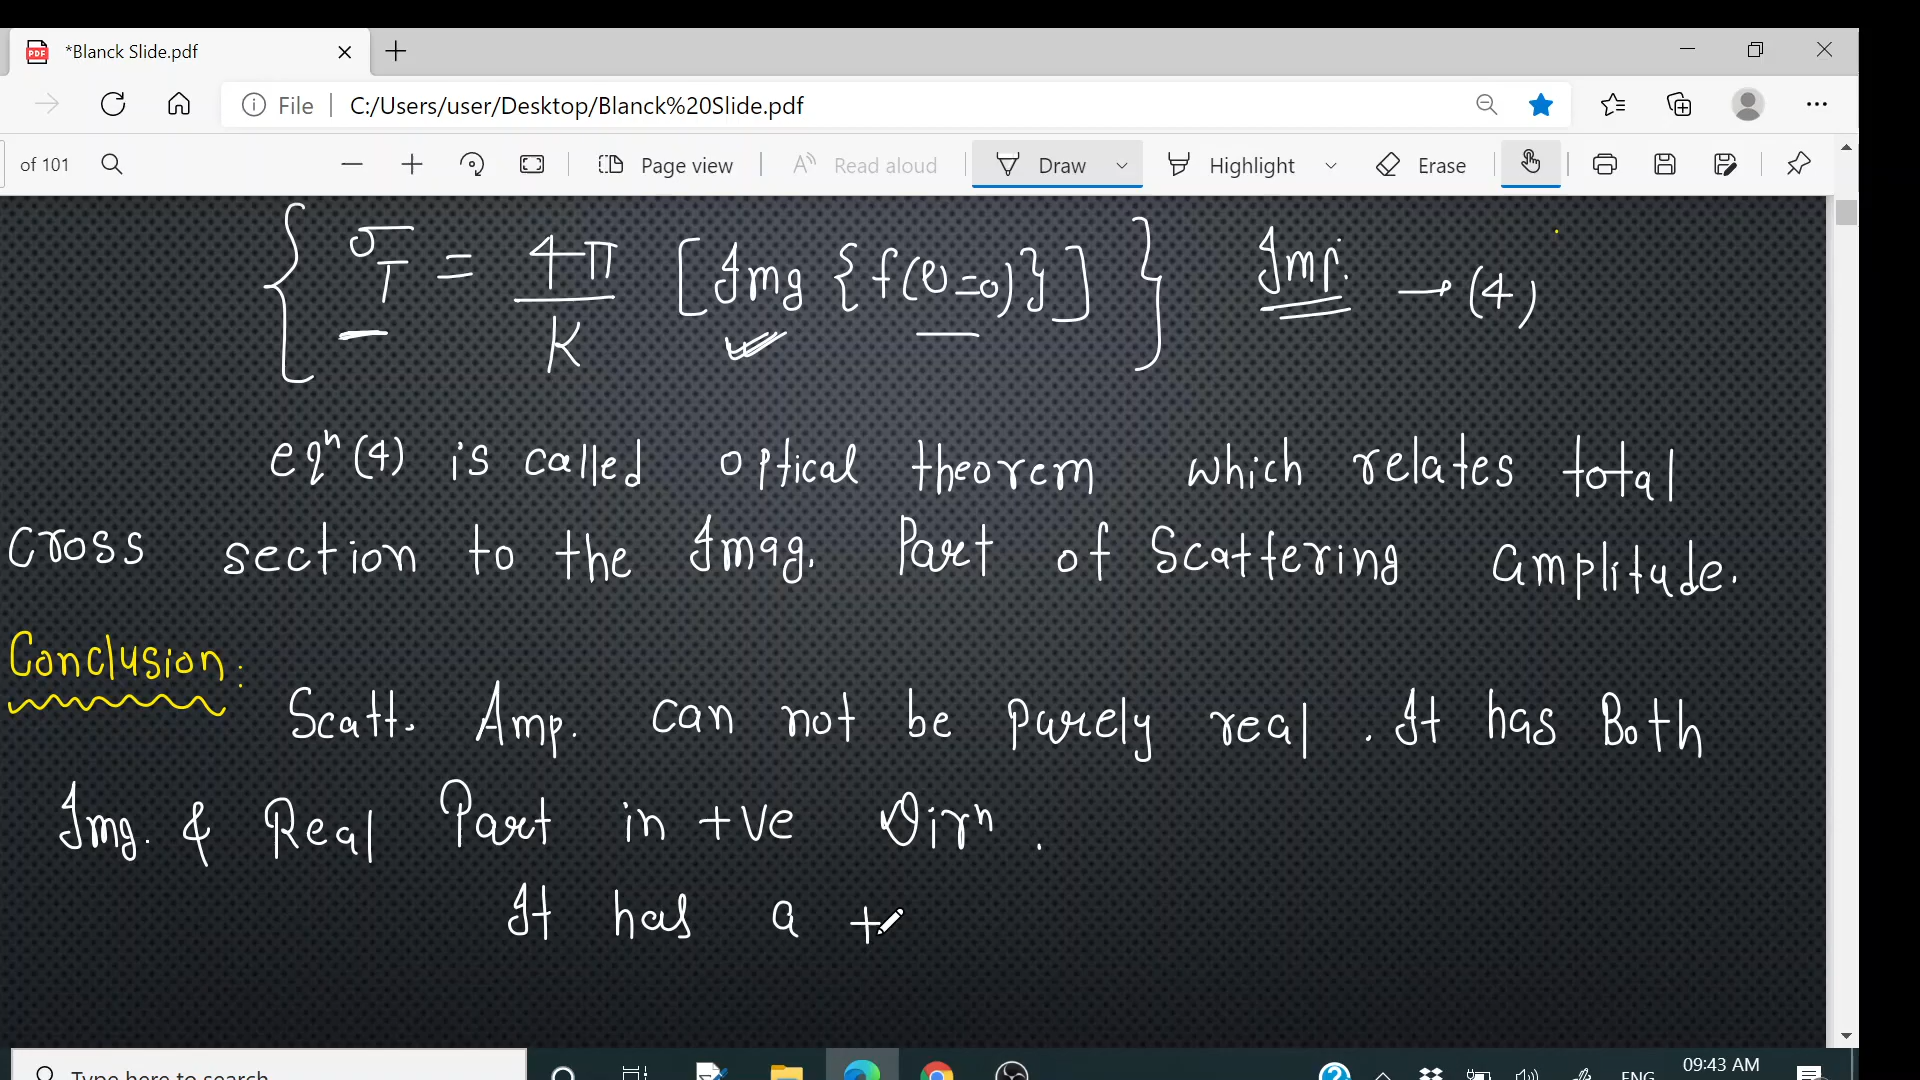 *Blanck Slide.pdf
File C:/Users/user/Desktop/Blanck%20Slide.pdf
of 101 Page view Read aloud Draw Highlight Erase
{ σT = 4π/K [Img {f(θ=0)}] } Imp. → (4)
eqⁿ (4) is called optical theorem which relates total
cross section to the Imag. Part of Scattering amplitude.
Conclusion:
Scatt. Amp. can not be purely real. It has Both
Img. & Real Part in +ve Dirⁿ.
It has a +
Type here to search ENG 09:43 AM